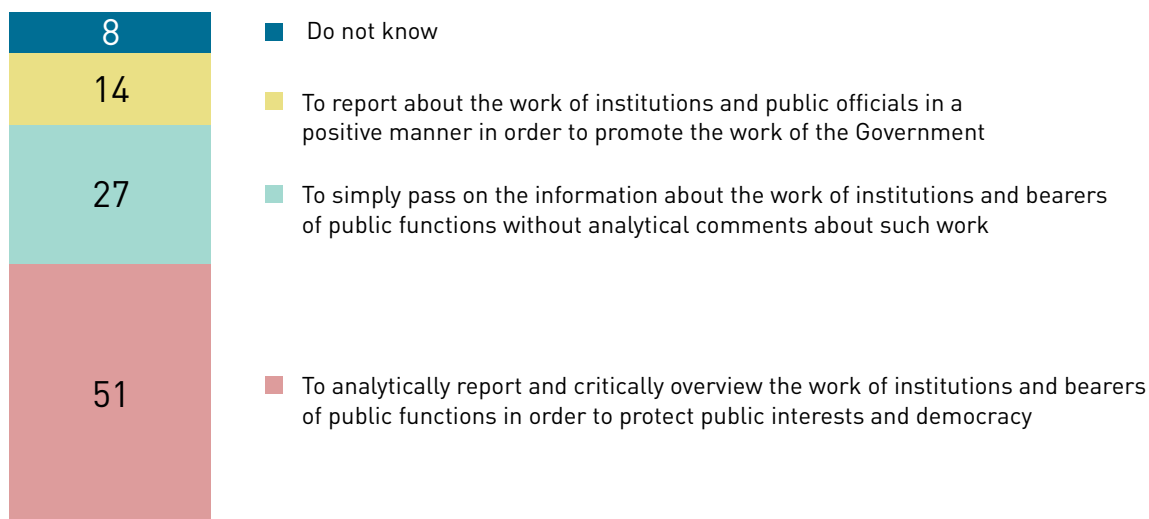 8
Do not know
14
To report about the work of institutions and public officials in a
positive manner in order to promote the work of the Government
27
To simply pass on the information about the work of institutions and bearers
of public functions without analytical comments about such work
51
To analytically report and critically overview the work of institutions and bearers
of public functions in order to protect public interests and democracy